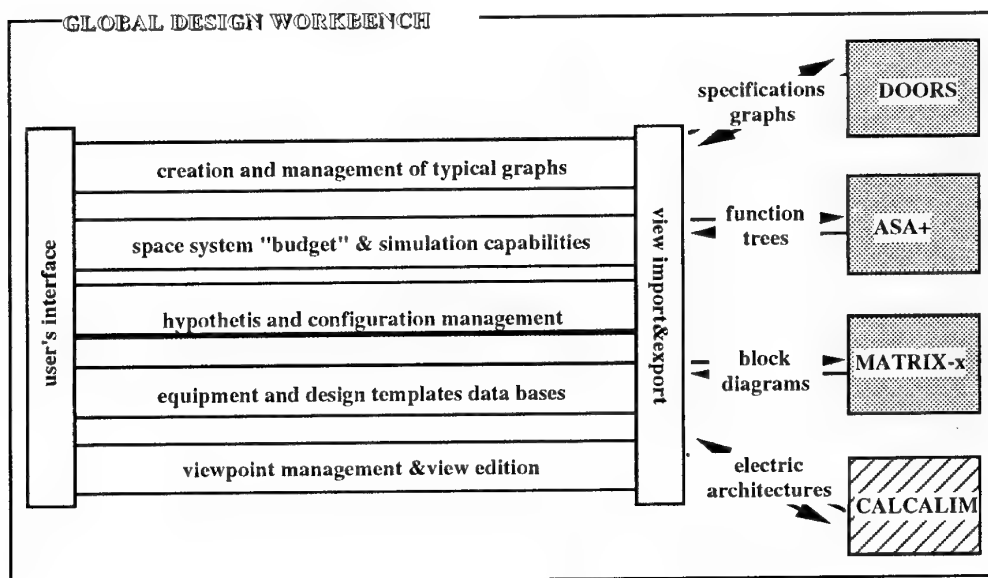 GLOBAL DESIGN WORKBENCH
user's interface
creation and management of typical graphs
space system "budget" & simulation capabilities
hypothetis and configuration management
equipment and design templates data bases
viewpoint management &view edition
view import&export
specifications
graphs
DOORS
function
trees
ASA+
block
diagrams
MATRIX-x
electric
architectures
CALCALIM